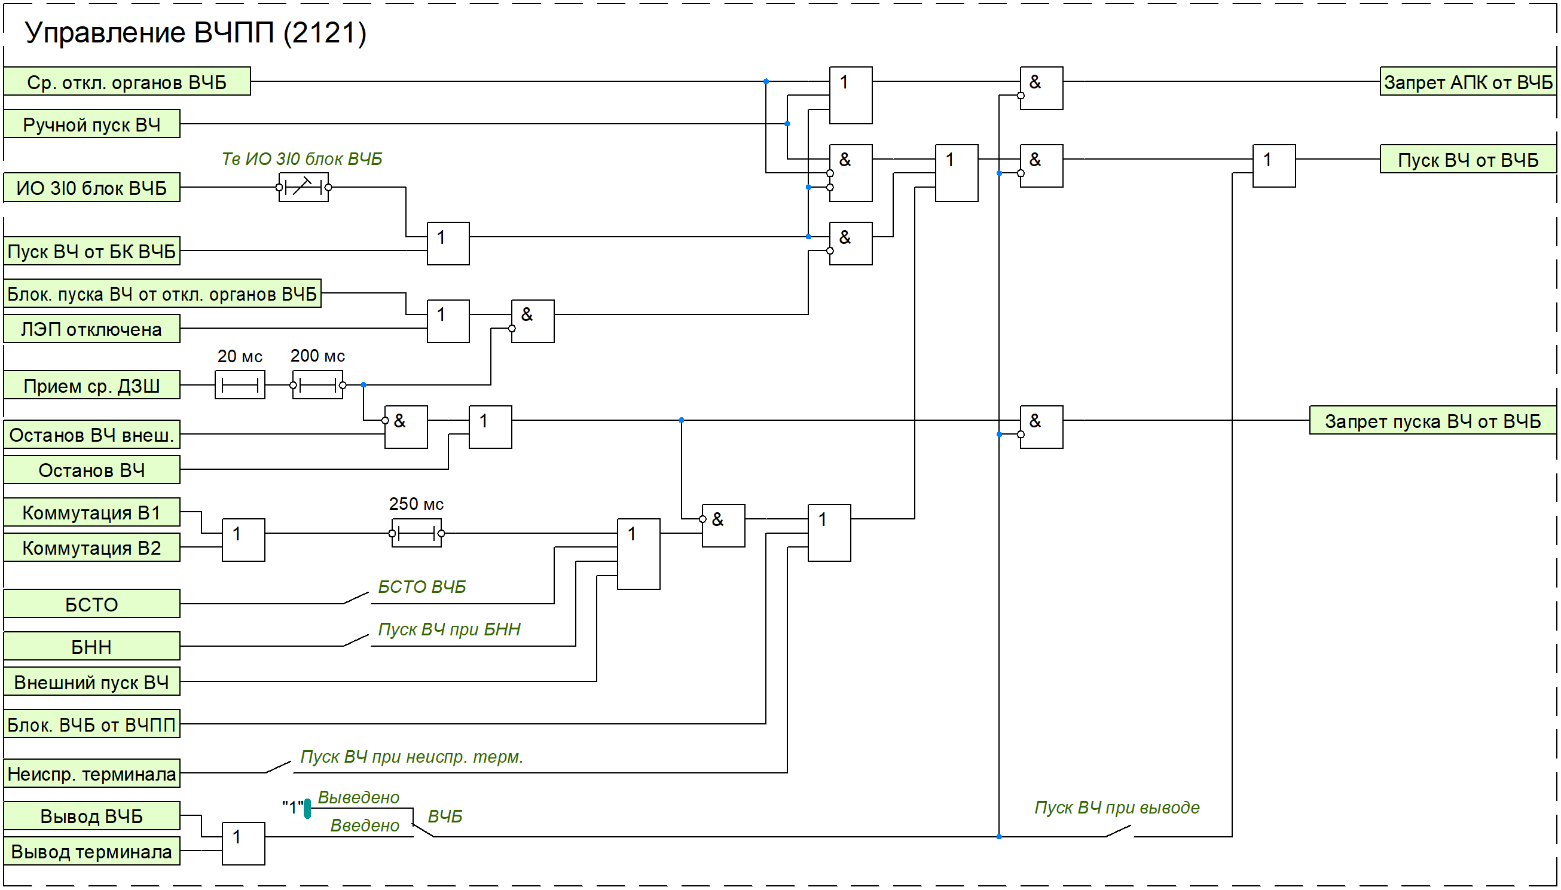 Управление ВЧПП (2121)
Ср. откл. органов ВЧБ
1
&
Запрет АПК от ВЧБ
Ручной пуск ВЧ
Тв ИО 3I0 блок ВЧБ
&
1
&
1
Пуск ВЧ от ВЧБ
ИО 3I0 блок ВЧБ
1
&
Пуск ВЧ от БК ВЧБ
Блок. пуска ВЧ от откл. органов ВЧБ
1
&
ЛЭП отключена
20 мс
200 мс
Прием ср. ДЗШ
&
1
&
Запрет пуска ВЧ от ВЧБ
Останов ВЧ внеш.
Останов ВЧ
250 мс
Коммутация В1
1
1
&
1
Коммутация В2
БСТО ВЧБ
БСТО
Пуск ВЧ при БНН
БНН
Внешний пуск ВЧ
Блок. ВЧБ от ВЧПП
Пуск ВЧ при неиспр. терм.
Неиспр. терминала
"1"
Выведено
Вывод ВЧБ
ВЧБ
Пуск ВЧ при выводе
Введено
1
Вывод терминала